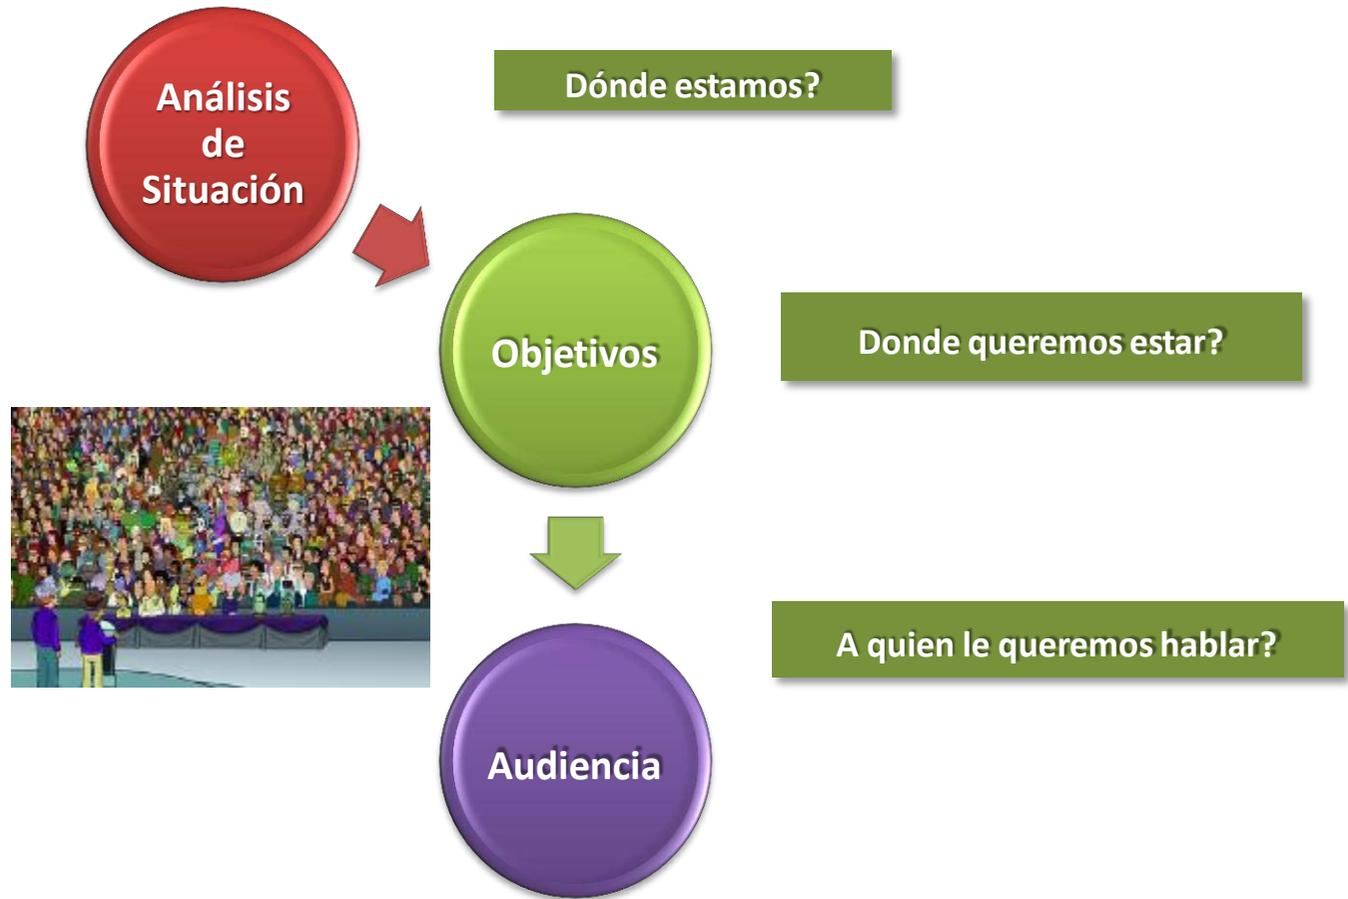 Análisis
de
Situación
Dónde estamos?
Objetivos
Donde queremos estar?
A quien le queremos hablar?
Audiencia